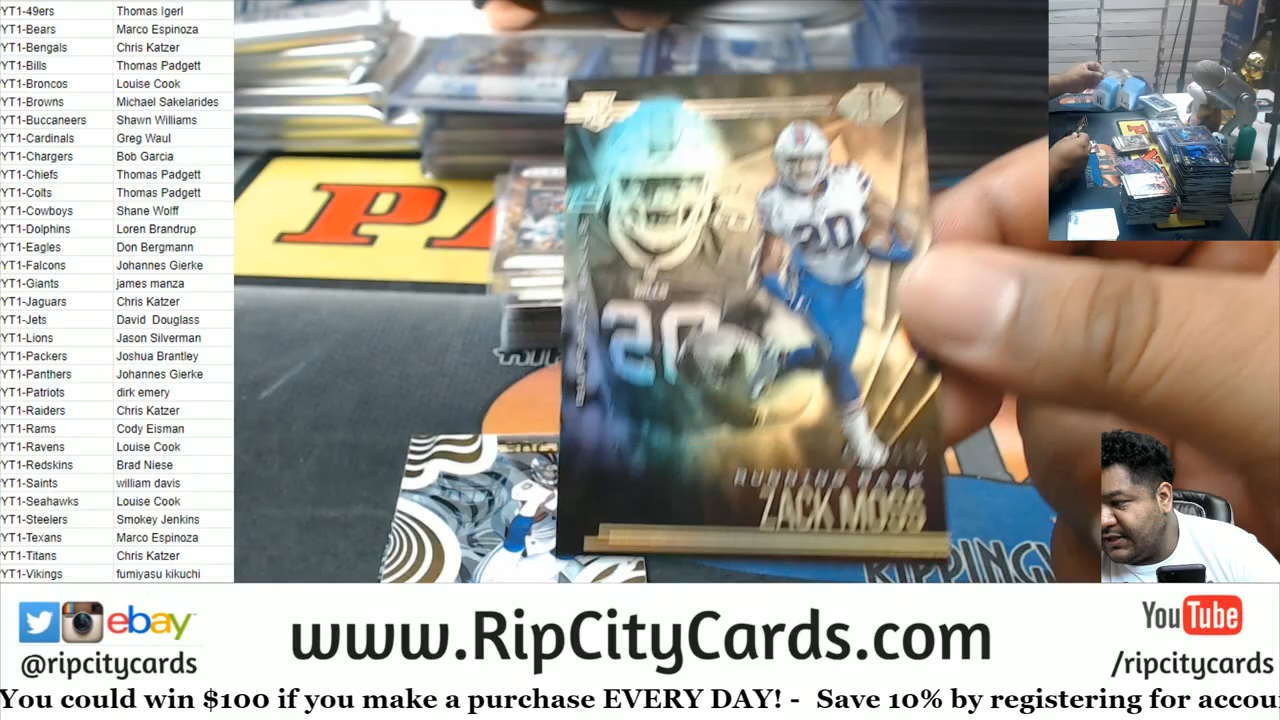 YT1-49ers Thomas Igerl
YT1-Bears Marco Espinoza
YT1-Bengals Chris Katzer
YT1-Bills Thomas Padgett
YT1-Broncos Louise Cook
YT1-Browns Michael Sakelarides
YT1-Buccaneers Shawn Williams
YT1-Cardinals Greg Waul
YT1-Chargers Bob Garcia
YT1-Chiefs Thomas Padgett
YT1-Colts Thomas Padgett
YT1-Cowboys Shane Wolff
YT1-Dolphins Loren Brandrup
YT1-Eagles Don Bergmann
YT1-Falcons Johannes Gierke
YT1-Giants james manza
YT1-Jaguars Chris Katzer
YT1-Jets David Douglass
YT1-Lions Jason Silverman
YT1-Packers Joshua Brantley
YT1-Panthers Johannes Gierke
YT1-Patriots dirk emery
YT1-Raiders Chris Katzer
YT1-Rams Cody Eisman
YT1-Ravens Louise Cook
YT1-Redskins Brad Niese
YT1-Saints william davis
YT1-Seahawks Louise Cook
YT1-Steelers Smokey Jenkins
YT1-Texans Marco Espinoza
YT1-Titans Chris Katzer
YT1-Vikings fumiyasu kikuchi
PA
20
20
RUNNING BACK
ZACK MOSS
RIPPING
ebay
@ripcitycards
www.RipCityCards.com
YouTube
/ripcitycards
You could win $100 if you make a purchase EVERY DAY! - Save 10% by registering for accou